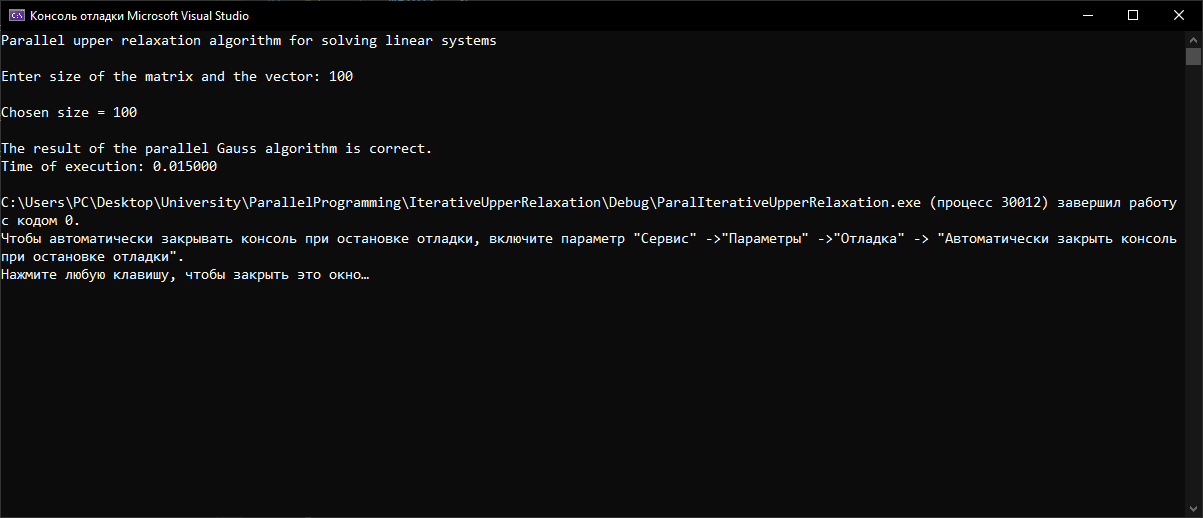 Консоль отладки Microsoft Visual Studio
Parallel upper relaxation algorithm for solving linear systems
Enter size of the matrix and the vector: 100
Chosen size = 100
The result of the parallel Gauss algorithm is correct.
Time of execution: 0.015000
C:\Users\PC\Desktop\University\ParallelProgramming\IterativeUpperRelaxation\Debug\ParalIterativeUpperRelaxation.exe (процесс 30012) завершил работу
с кодом 0.
Чтобы автоматически закрывать консоль при остановке отладки, включите параметр "Сервис" ->"Параметры" ->"Отладка" -> "Автоматически закрыть консоль
при остановке отладки".
Нажмите любую клавишу, чтобы закрыть это окно…